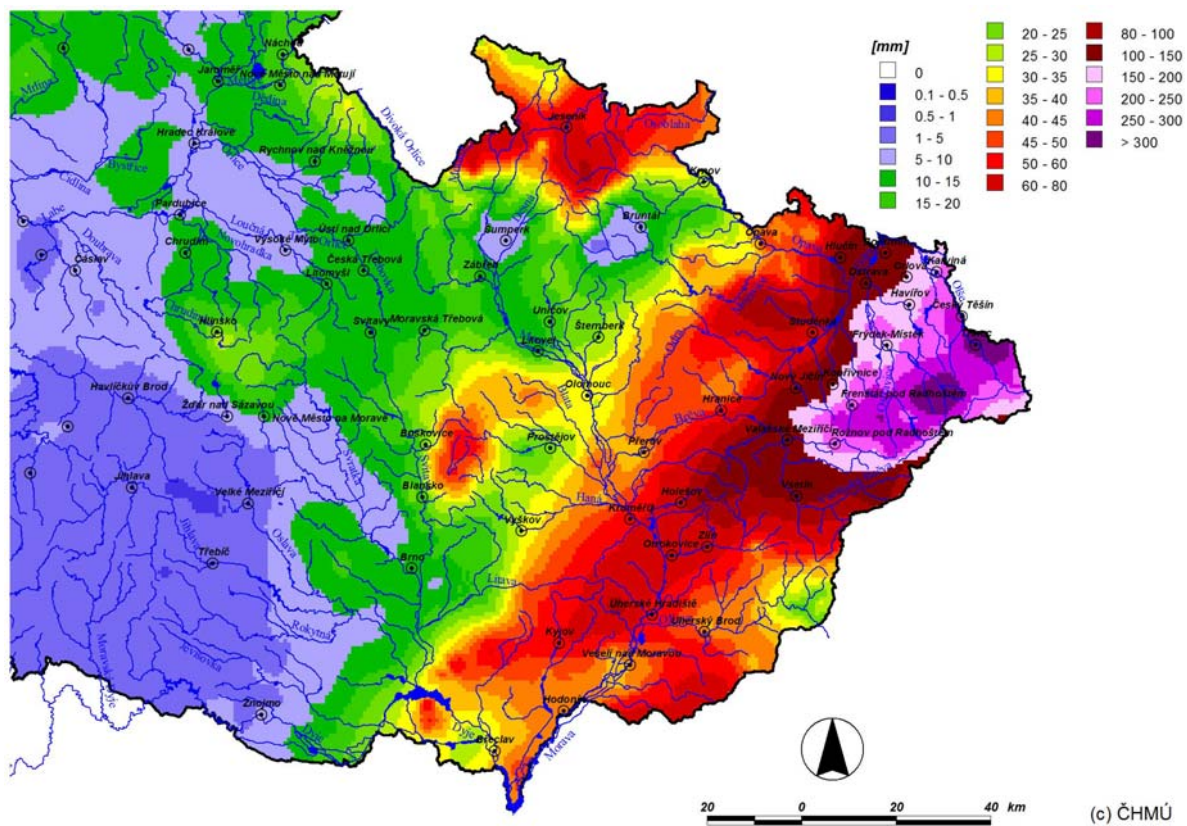 [mm]
0
0.1 - 0.5
0.5 - 1
1 - 5
5 - 10
10 - 15
15 - 20
20 - 25
25 - 30
30 - 35
35 - 40
40 - 45
45 - 50
50 - 60
60 - 80
80 - 100
100 - 150
150 - 200
200 - 250
250 - 300
> 300
Náchod
Jaroměř
Nové Město nad Metují
Mrlina
Dědina
Divoká Orlice
Jeseník
Hradec Králové
Orlice
Rychnov nad Kněžnou
Bystřice
Cidlina
Krnov
Pardubice
Labe
Loučná
Ústí nad Orlicí
Šumperk
Bruntál
Doubrava
Novohradka
Vysoké Mýto
Chrudim
Opava
Opava
Hlučín
Čáslav
Česká Třebová
Zábřeh
Ostrava
Orlová
Karviná
Litomyšl
Havířov
Olše
Český Těšín
Hlinsko
Svitavy
Moravská Třebová
Uničov
Šternberk
Litovel
Studénka
Odra
Frýdek-Místek
Havlíčkův Brod
Olomouc
Blata
Nový Jičín
Kopřivnice
Frenštát pod Radhoštěm
Žďár nad Sázavou
Nové Město na Moravě
Hranice
Bečva
Boskovice
Prostějov
Přerov
Valašské Meziříčí
Rožnov pod Radhoštěm
Svratka
Svitava
Jihlava
Velké Meziříčí
Blansko
Haná
Holešov
Vsetín
Kroměříž
Vyškov
Jihlava
Oslava
Otrokovice
Zlín
Třebíč
Brno
Litava
Uherské Hradiště
Uherský Brod
Rokytná
Kyjov
Veselí nad Moravou
Jevišovka
Moravská Dyje
Znojmo
Hodonín
Dyje
Dyje
Břeclav
Morava
20 0 20 40 km
(c) ČHMÚ